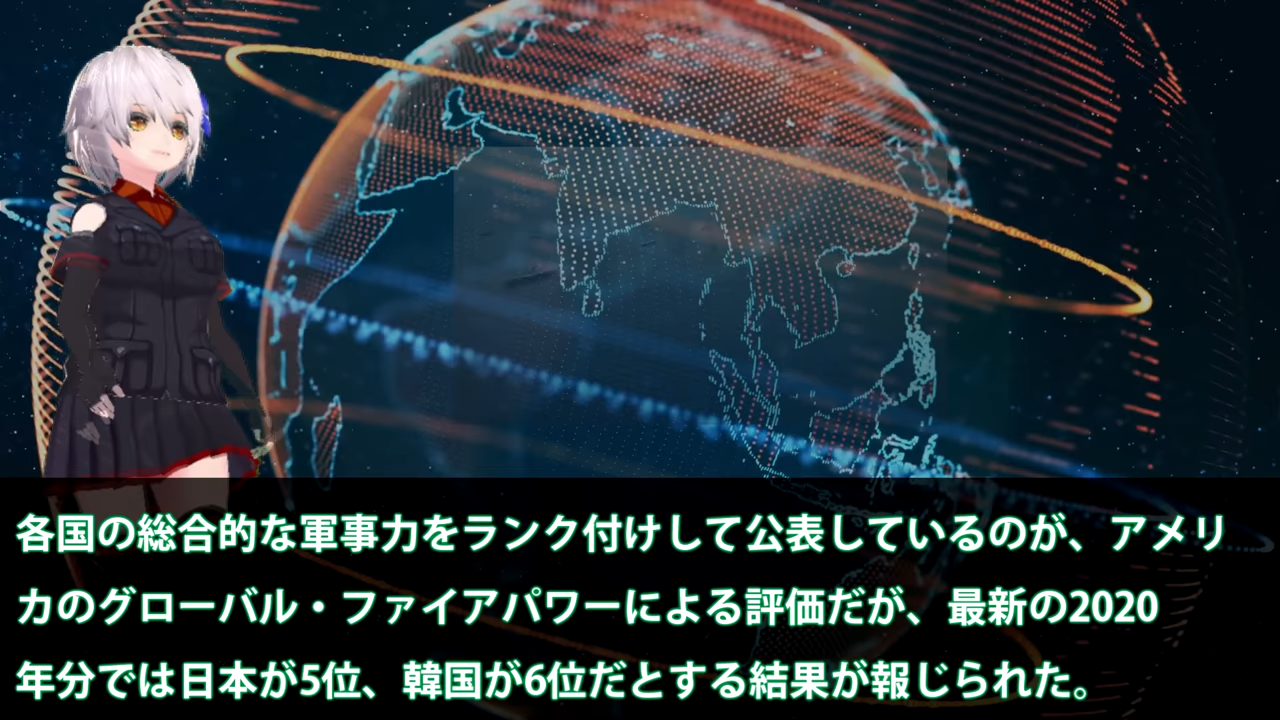 各国の総合的な軍事力をランク付けして公表しているのが、アメリ
カのグローバル・ファイアパワーによる評価だが、最新の2020
年分では日本が5位、韓国が6位だとする結果が報じられた。